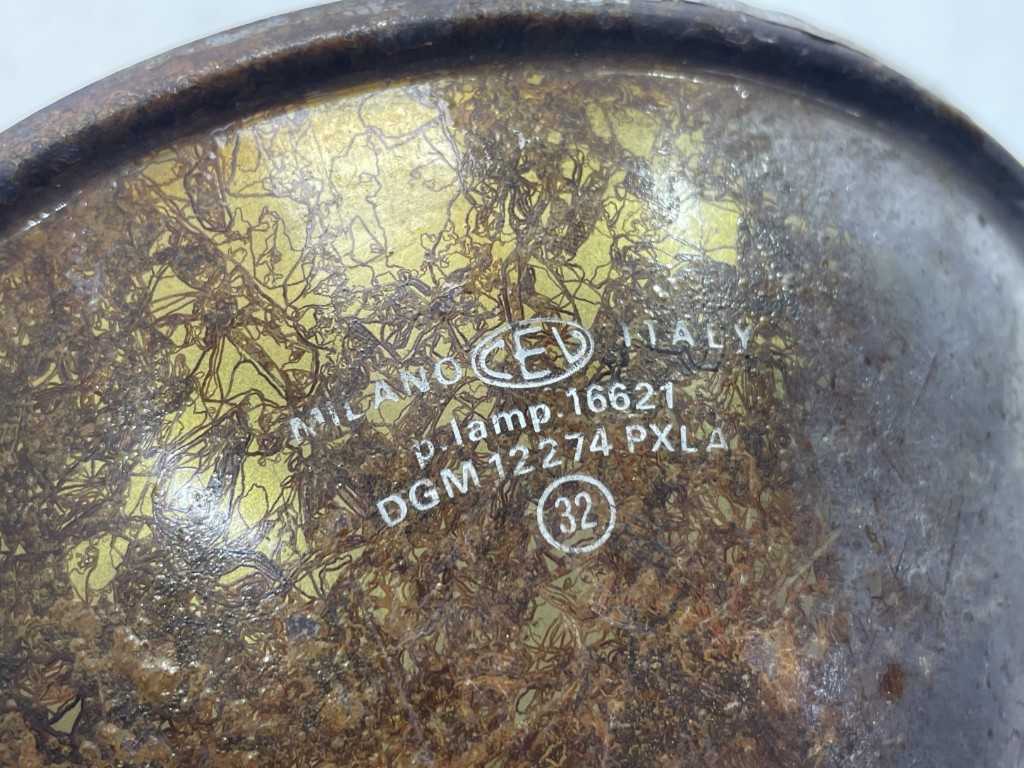 MILANO CEV ITALY
p.lamp.16621
DGM 12274 PXLA
32